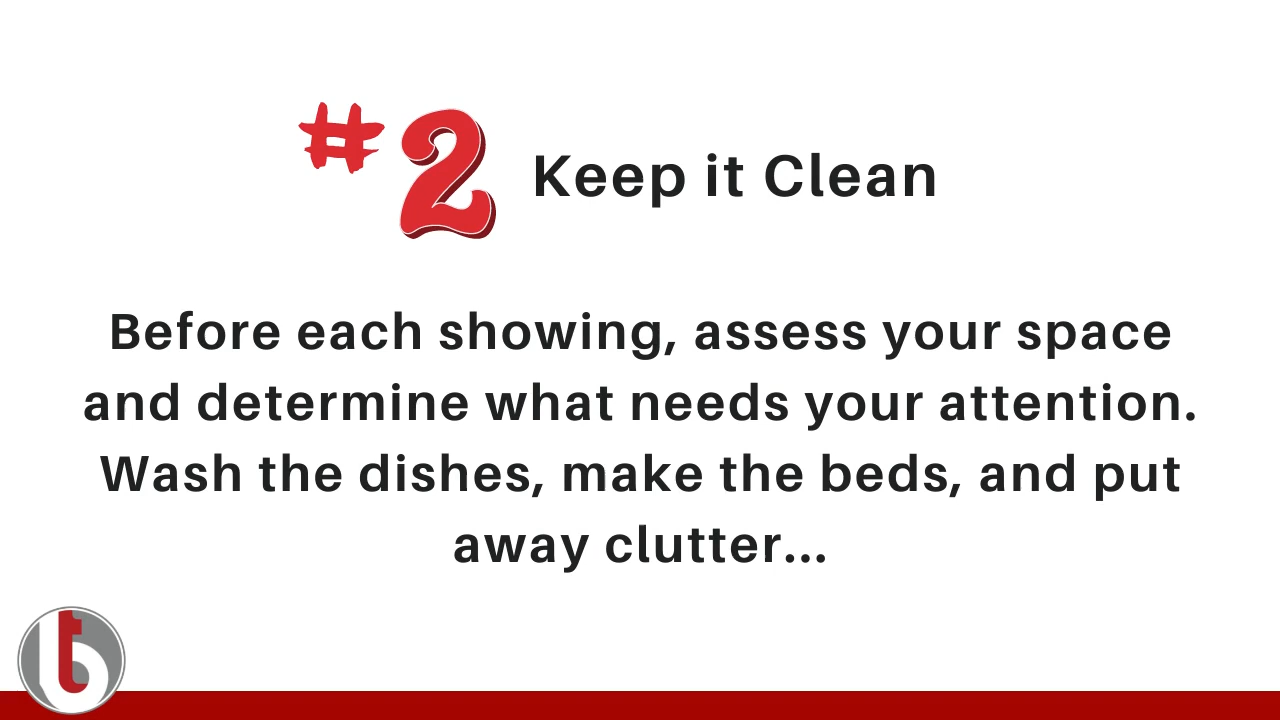 #2 Keep it Clean
Before each showing, assess your space
and determine what needs your attention.
Wash the dishes, make the beds, and put
away clutter...
tb